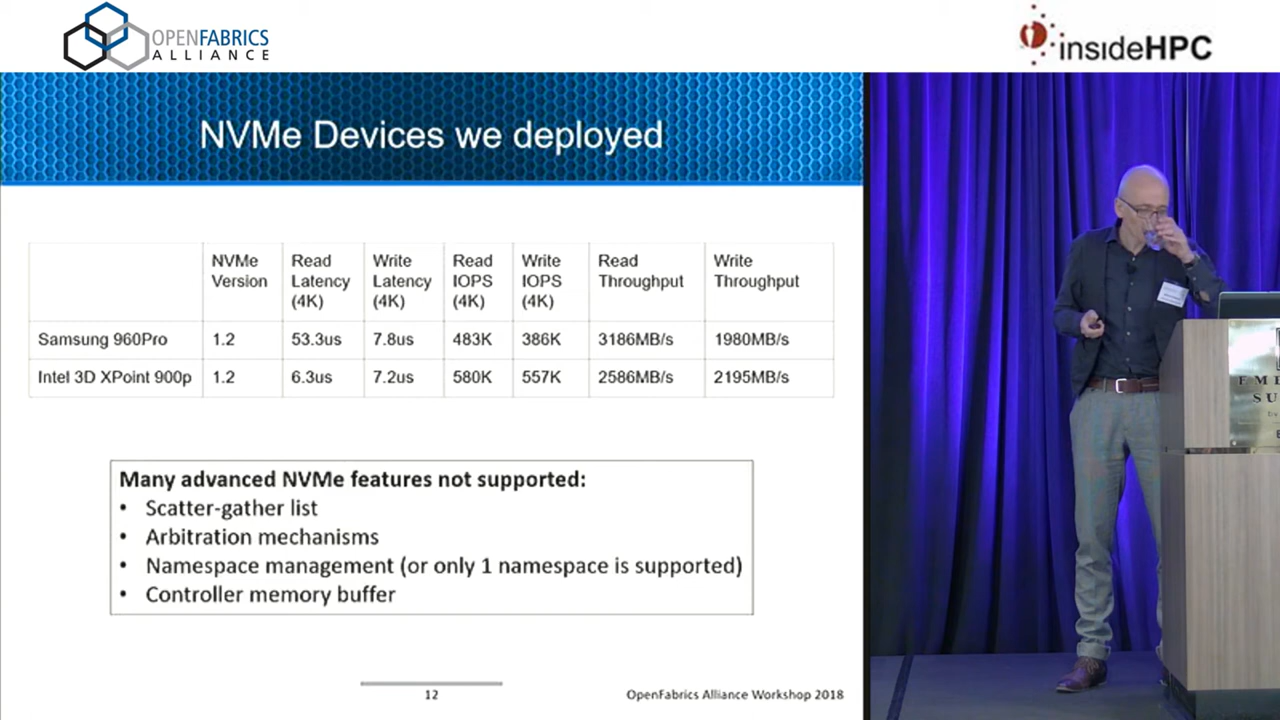 OPENFABRICS
ALLIANCE
insideHPC
NVMe Devices we deployed
NVMe Version
Read Latency (4K)
Write Latency (4K)
Read IOPS (4K)
Write IOPS (4K)
Read Throughput
Write Throughput
Samsung 960Pro 1.2 53.3us 7.8us 483K 386K 3186MB/s 1980MB/s
Intel 3D XPoint 900p 1.2 6.3us 7.2us 580K 557K 2586MB/s 2195MB/s
Many advanced NVMe features not supported:
• Scatter-gather list
• Arbitration mechanisms
• Namespace management (or only 1 namespace is supported)
• Controller memory buffer
12
OpenFabrics Alliance Workshop 2018